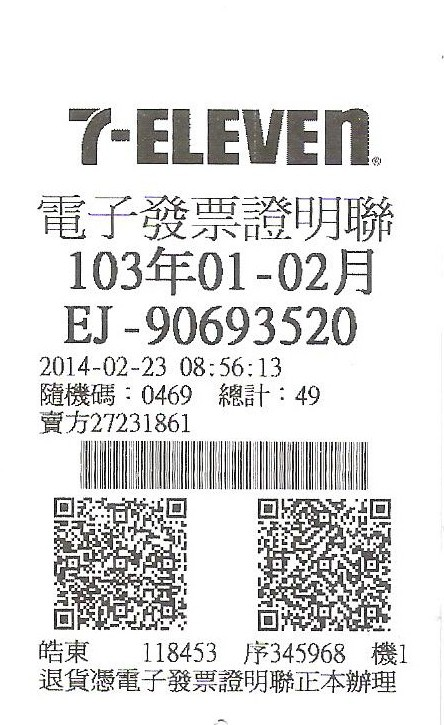 7-ELEVEN®
電子發票證明聯
103年01-02月
EJ-90693520
2014-02-23 08:56:13
隨機碼：0469 總計：49
賣方27231861
皓東 118453 序345968 機1
退貨憑電子發票證明聯正本辦理